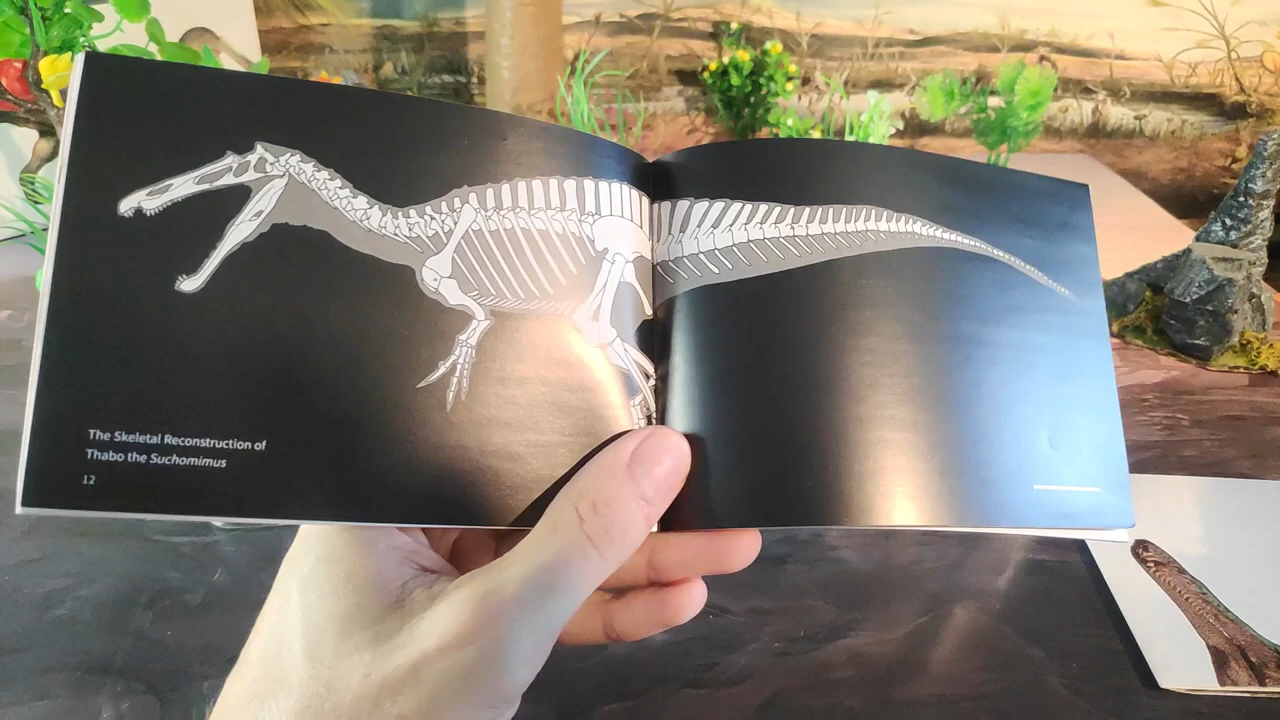 The Skeletal Reconstruction of
Thabo the Suchomimus
12